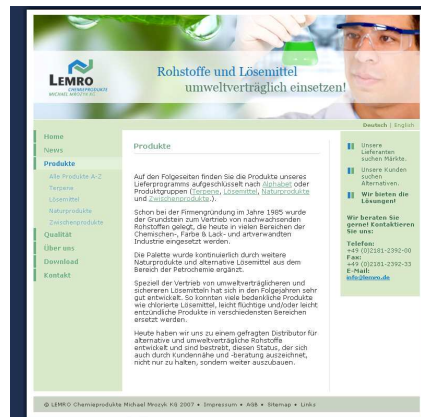 LEMRO
CHEMIEPRODUKTE
MICHAEL MROZYK KG
Rohstoffe und Lösemittel
umweltverträglich einsetzen!
Deutsch | English
Home
News
Produkte
Alle Produkte A-Z
Terpene
Lösemittel
Naturprodukte
Zwischenprodukte
Qualität
Über uns
Download
Kontakt
Produkte
Auf den Folgeseiten finden Sie die Produkte unseres
Lieferprogramms aufgeschlüsselt nach Alphabet oder
Produktgruppen (Terpene, Lösemittel, Naturprodukte
und Zwischenprodukte.).
Schon bei der Firmengründung im Jahre 1985 wurde
der Grundstein zum Vertrieb von nachwachsenden
Rohstoffen gelegt, die heute in vielen Bereichen der
Chemischen-, Farbe & Lack- und artverwandten
Industrie eingesetzt werden.
Die Palette wurde kontinuierlich durch weitere
Naturprodukte und alternative Lösemittel aus dem
Bereich der Petrochemie ergänzt.
Speziell der Vertrieb von umweltverträglicheren und
sichereren Lösemitteln hat sich in den Folgejahren sehr
gut entwickelt. So konnten viele bedenkliche Produkte
wie chlorierte Lösemittel, leicht flüchtige und/oder leicht
entzündliche Produkte in verschiedensten Bereichen
ersetzt werden.
Heute haben wir uns zu einem gefragten Distributor für
alternative und umweltverträgliche Rohstoffe
entwickelt und sind bestrebt, diesen Status, der sich
auch durch Kundennähe und -beratung auszeichnet,
nicht nur zu halten, sondern weiter auszubauen.
Unsere
Lieferanten
suchen Märkte.
Unsere Kunden
suchen
Alternativen.
Wir bieten die
Lösungen!
Wir beraten Sie
gerne! Kontaktieren
Sie uns:
Telefon:
+49 (0)2181-2392-00
Fax:
+49 (0)2181-2392-33
E-Mail:
info@lemro.de
© LEMRO Chemieprodukte Michael Mrozyk KG 2007 • Impressum • AGB • Sitemap • Links